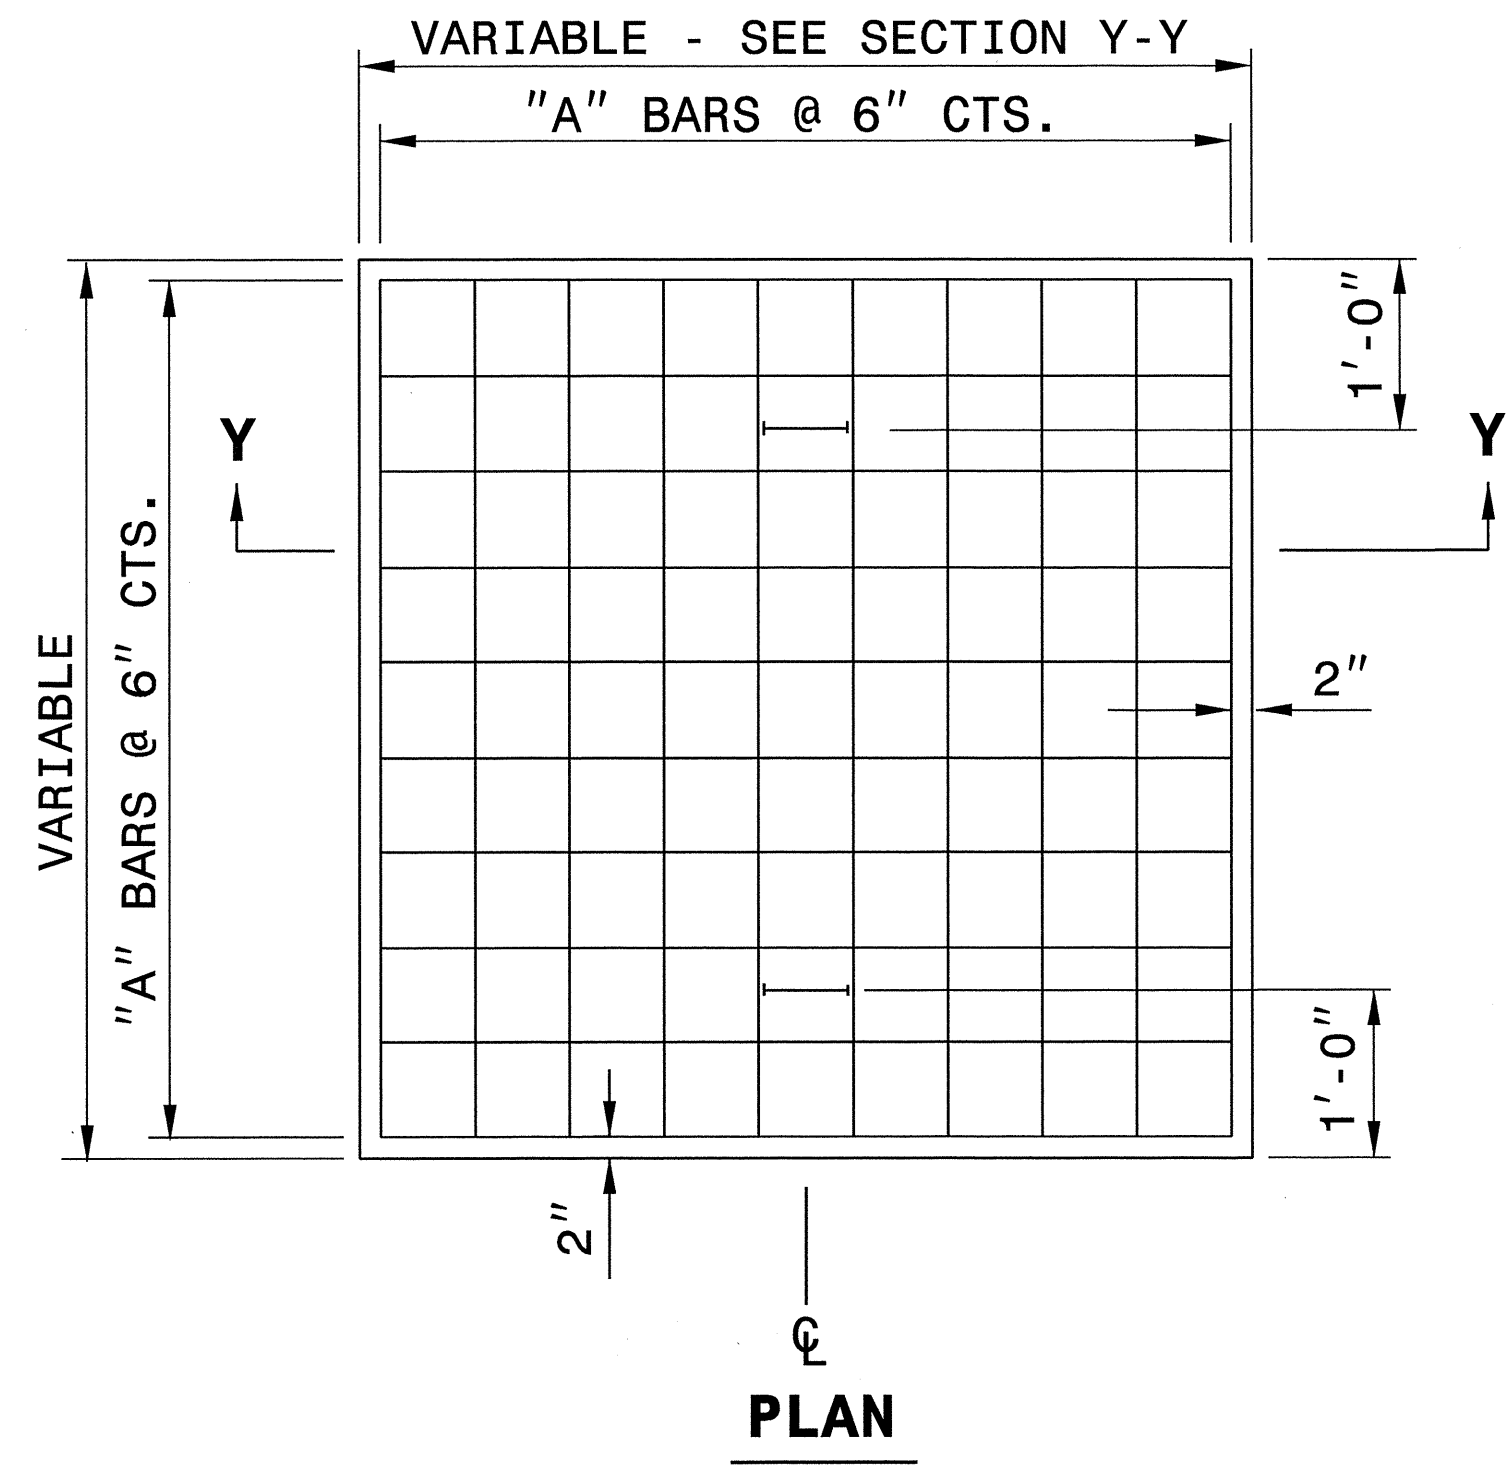 VARIABLE - SEE SECTION Y-Y
"A" BARS @ 6" CTS.
1'-0"
Y
Y
VARIABLE
"A" BARS @ 6" CTS.
2"
1'-0"
2"
℄
PLAN